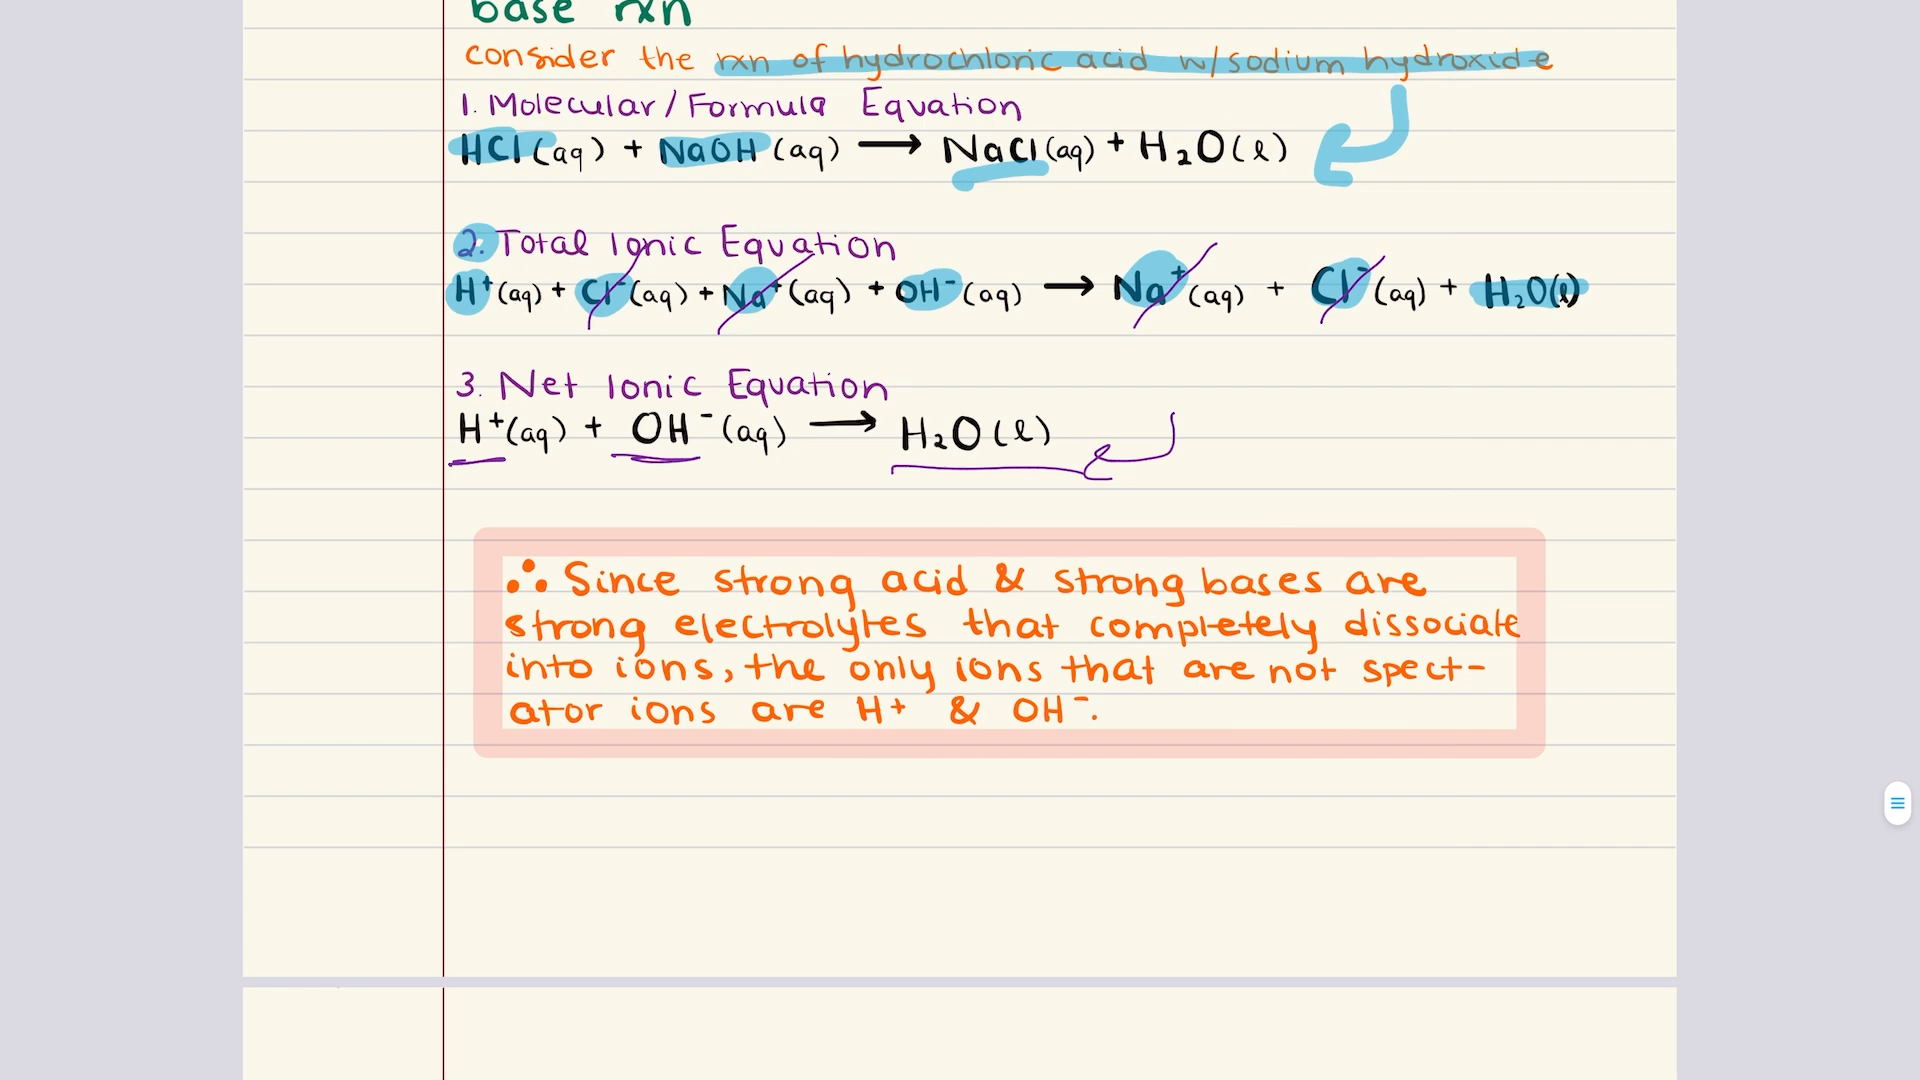 base rxn
consider the rxn of hydrochloric acid w/sodium hydroxide
1. Molecular/Formula Equation
HCl(aq) + NaOH(aq) ⟶ NaCl(aq) + H₂O(l)
2. Total Ionic Equation
H⁺(aq) + Cl⁻(aq) + Na⁺(aq) + OH⁻(aq) ⟶ Na⁺(aq) + Cl⁻(aq) + H₂O(l)
3. Net Ionic Equation
H⁺(aq) + OH⁻(aq) ⟶ H₂O(l)
∴ Since strong acid & strong bases are
strong electrolytes that completely dissociate
into ions, the only ions that are not spect-
ator ions are H+ & OH⁻.